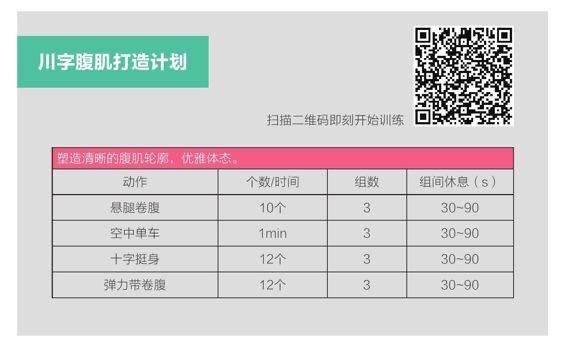 川字腹肌打造计划
扫描二维码即刻开始训练
塑造清晰的腹肌轮廓，优雅体态。
动作 个数/时间 组数 组间休息（s）
悬腿卷腹 10个 3 30~90
空中单车 1min 3 30~90
十字挺身 12个 3 30~90
弹力带卷腹 12个 3 30~90